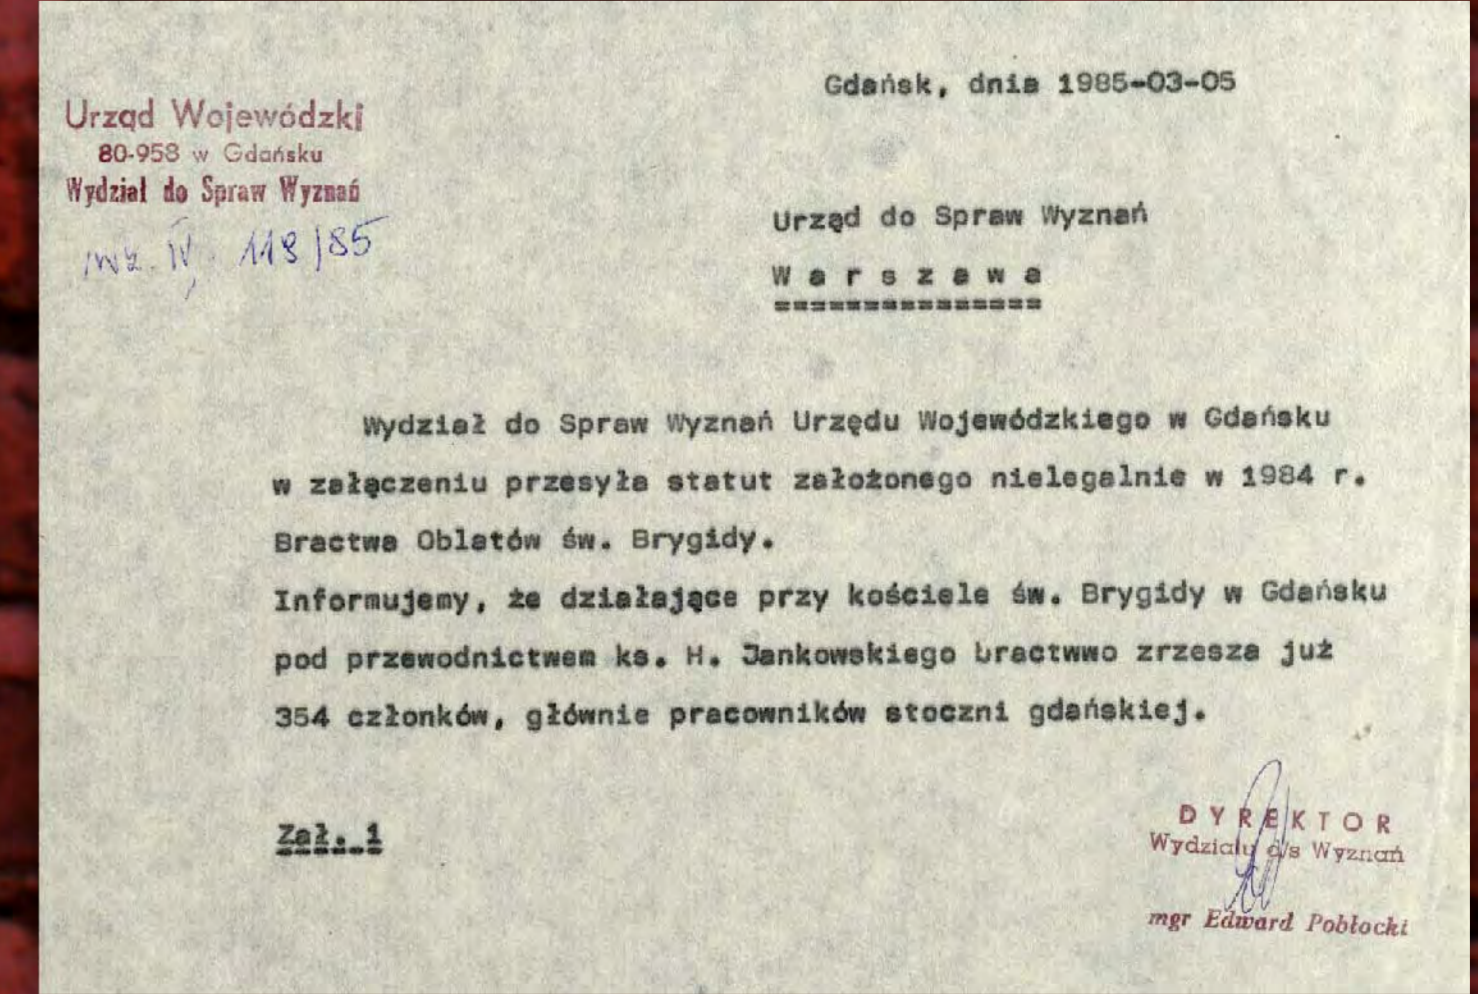 Gdańsk, dnia 1985-03-05
Urząd Wojewódzki
80-958 w Gdańsku
Wydział do Spraw Wyznań
IV, 118/85
Urząd do Spraw Wyznań
W a r s z a w a
===============
Wydział do Spraw Wyznań Urzędu Wojewódzkiego w Gdańsku
w załączeniu przesyła statut założonego nielegalnie w 1984 r.
Bractwa Oblatów św. Brygidy.
Informujemy, że działające przy kościele św. Brygidy w Gdańsku
pod przewodnictwem ks. H. Jankowskiego bractwwo zrzesza już
354 członków, głównie pracowników stoczni gdańskiej.
Zał. 1
DYREKTOR
Wydziału d/s Wyznań
mgr Edward Pobłocki